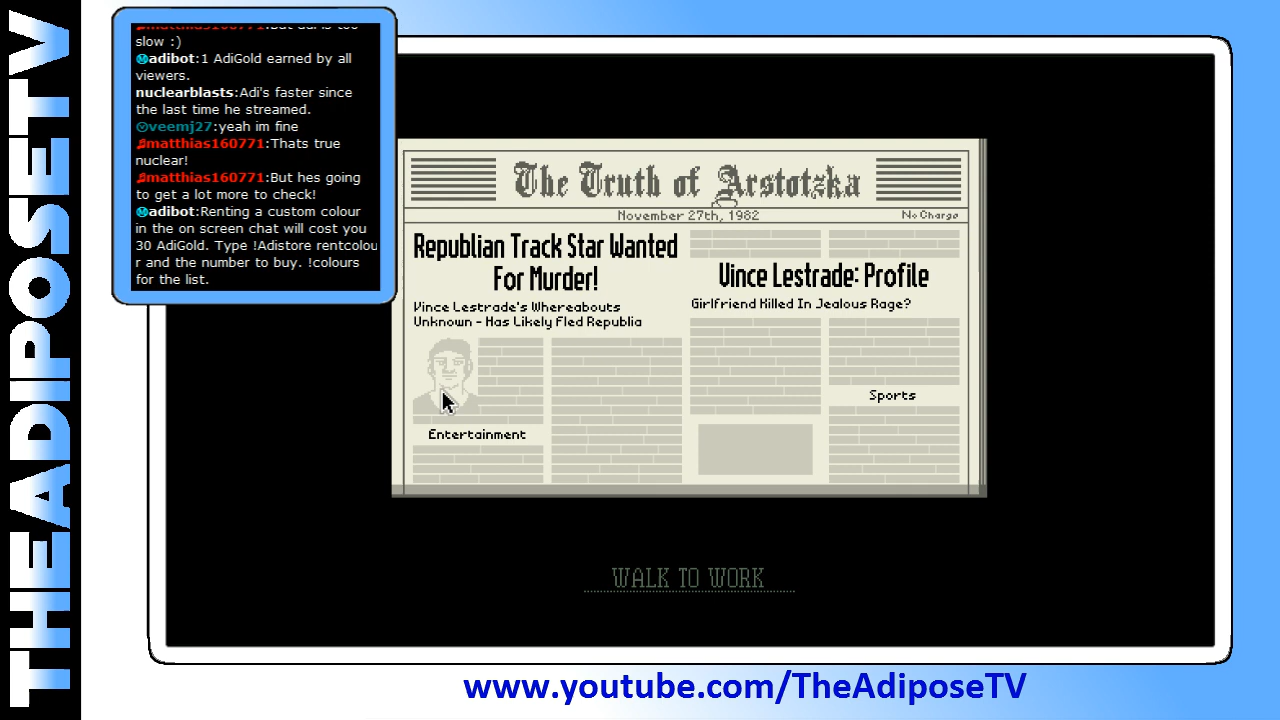 THEADIPOSETV
slow :)
adibot:1 AdiGold earned by all
viewers.
nuclearblasts:Adi's faster since
the last time he streamed.
veemj27:yeah im fine
matthias160771:Thats true
nuclear!
matthias160771:But hes going
to get a lot more to check!
adibot:Renting a custom colour
in the on screen chat will cost you
30 AdiGold. Type !Adistore rentcolou
r and the number to buy. !colours
for the list.
The Truth of Arstotzka
November 27th, 1982
No Charge
Republian Track Star Wanted
For Murder!
Vince Lestrade's Whereabouts
Unknown - Has Likely Fled Republia
Entertainment
Vince Lestrade: Profile
Girlfriend Killed In Jealous Rage?
Sports
WALK TO WORK
www.youtube.com/TheAdiposeTV